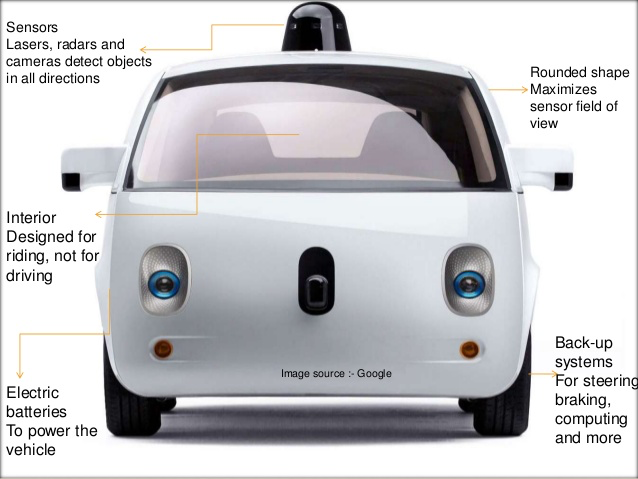 Sensors
Lasers, radars and
cameras detect objects
in all directions
Rounded shape
Maximizes
sensor field of
view
Interior
Designed for
riding, not for
driving
Image source :- Google
Electric
batteries
To power the
vehicle
Back-up
systems
For steering
braking,
computing
and more